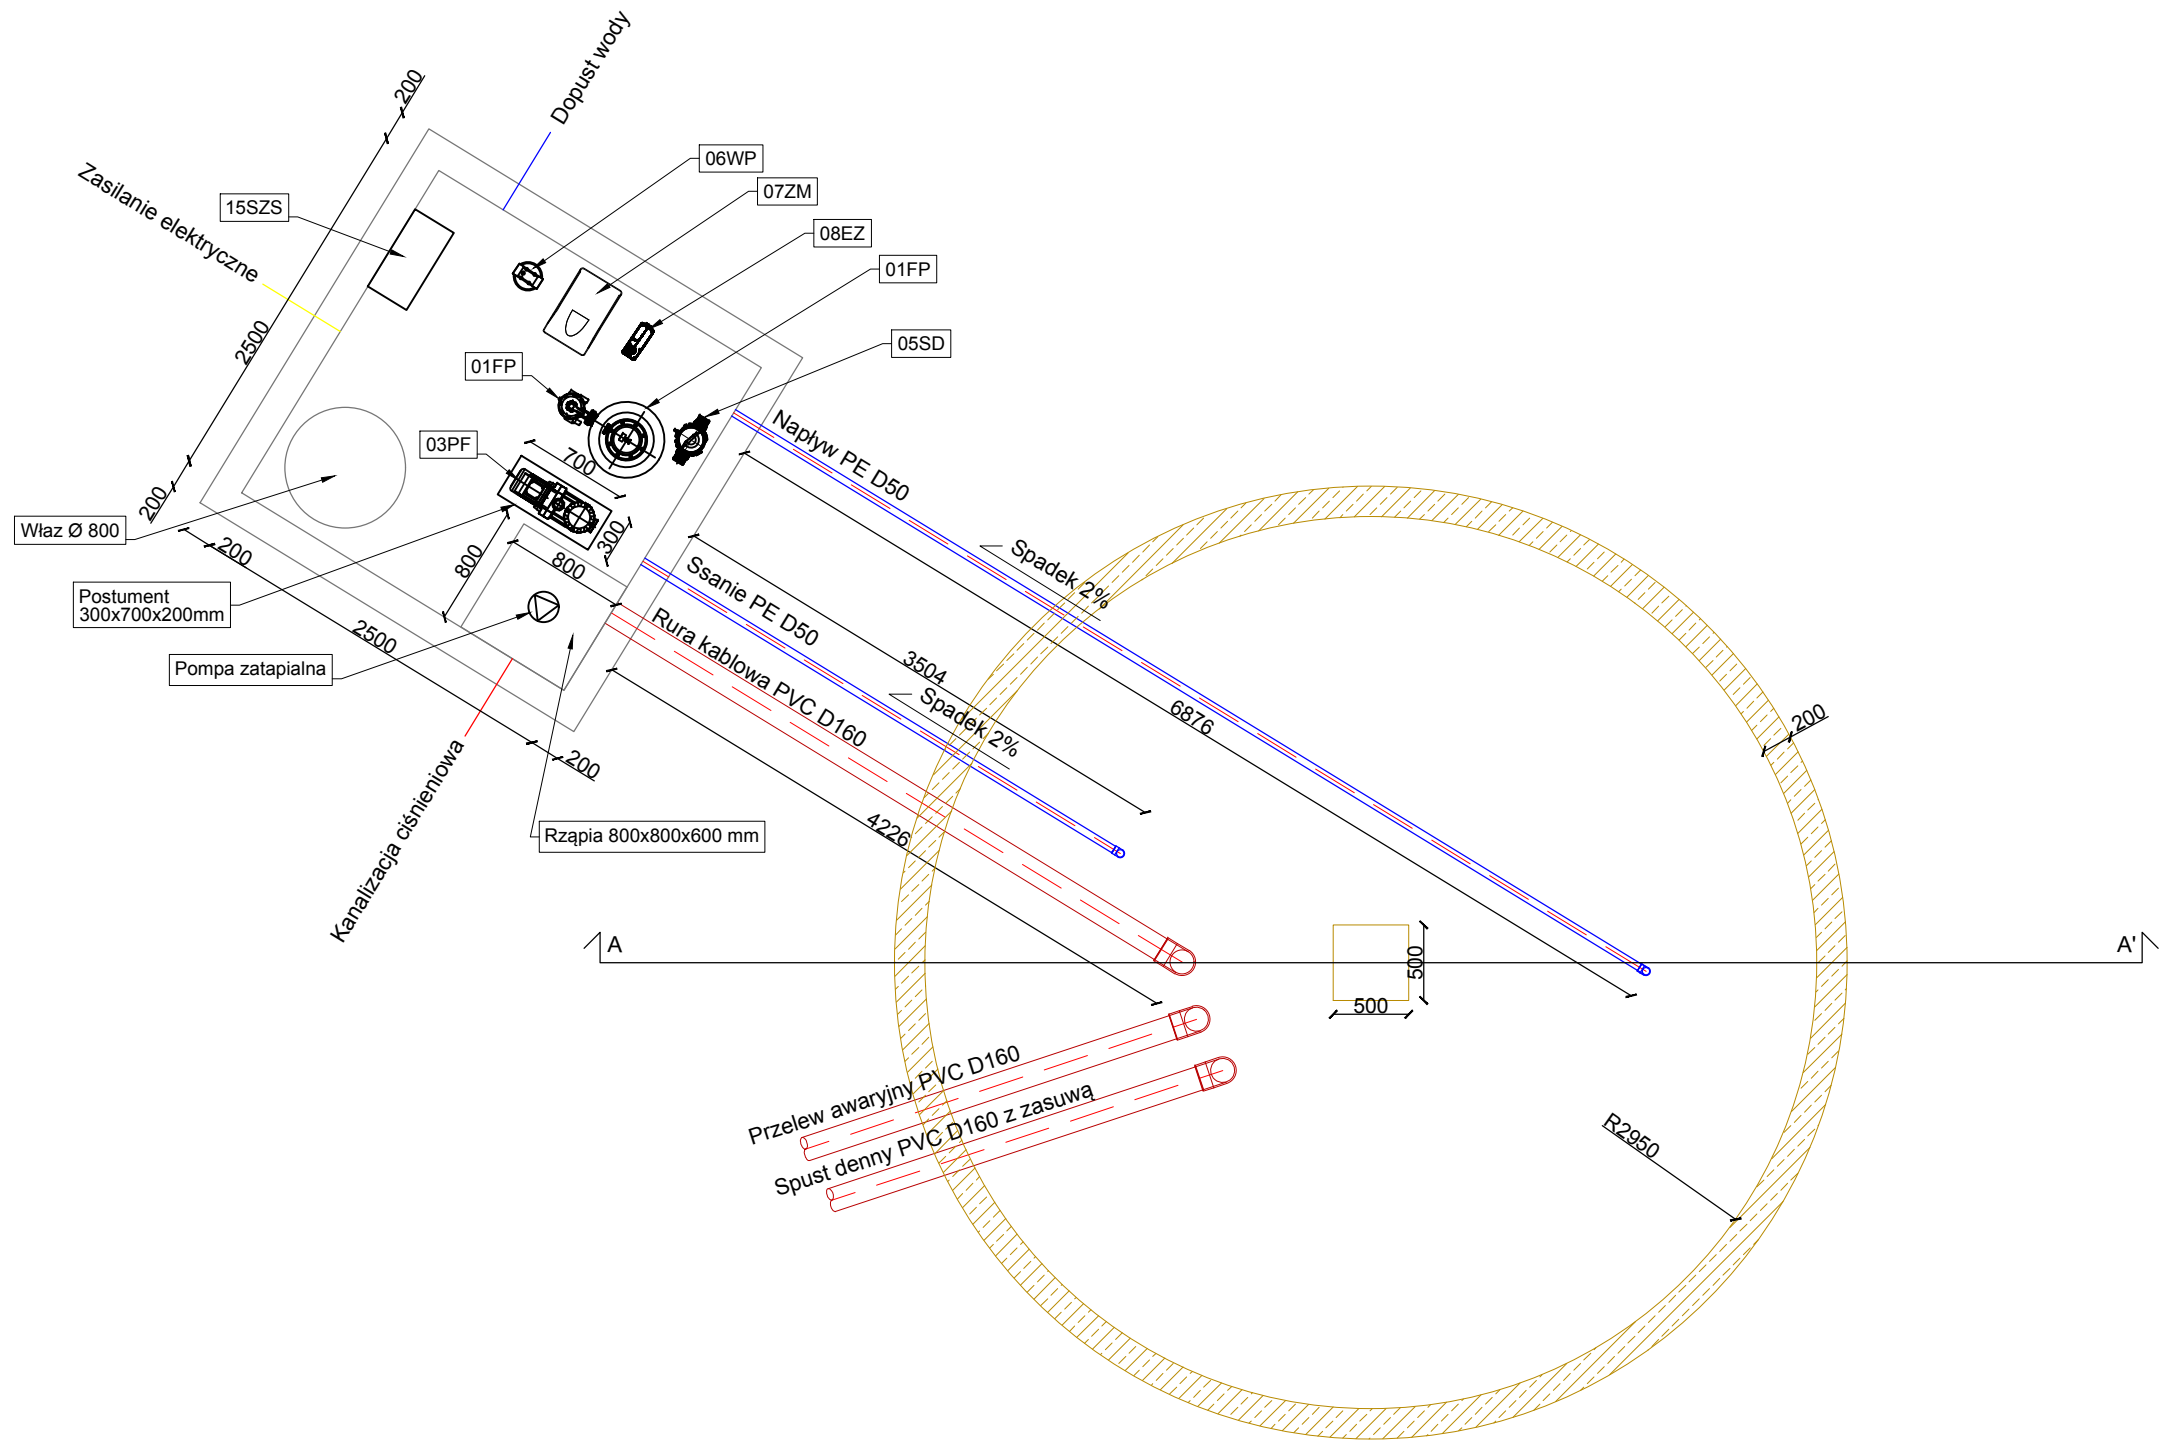 200
Dopust wody
Zasilanie elektryczne
15SZS
06WP
07ZM
08EZ
01FP
05SD
2500
01FP
03PF
700
200
Właz Ø 800
200
Postument
300x700x200mm
800
800
300
Napływ PE D50
Spadek 2%
Ssanie PE D50
Rura kablowa PVC D160
2500
Pompa zatapialna
3504
Spadek 2%
6876
200
200
4226
Kanalizacja ciśnieniowa
Rząpia 800x800x600 mm
A
A'
500
500
Przelew awaryjny PVC D160
Spust denny PVC D160 z zasuwą
R2950